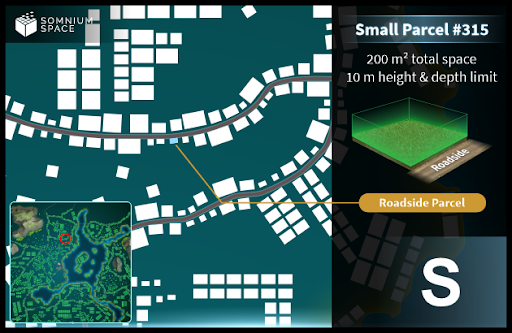 SOMNIUM
SPACE
Small Parcel #315
200 m² total space
10 m height & depth limit
Roadside
Roadside Parcel
S